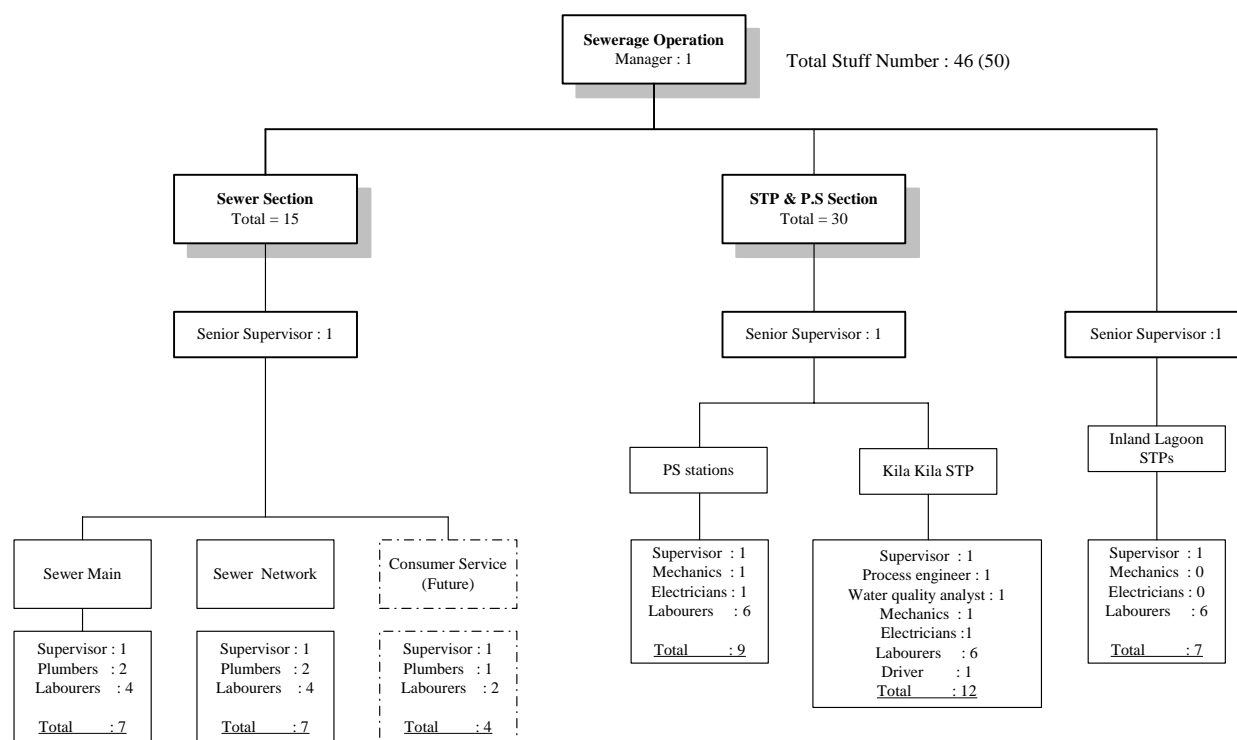 Sewerage Operation
Manager : 1
Total Stuff Number : 46 (50)
Sewer Section
Total = 15
STP & P.S Section
Total = 30
Senior Supervisor : 1
Senior Supervisor : 1
Senior Supervisor :1
PS stations
Kila Kila STP
Inland Lagoon
STPs
Sewer Main
Sewer Network
Consumer Service
(Future)
Supervisor : 1
Plumbers : 2
Labourers : 4
Total : 7
Supervisor : 1
Plumbers : 2
Labourers : 4
Total : 7
Supervisor : 1
Plumbers : 1
Labourers : 2
Total : 4
Supervisor : 1
Mechanics : 1
Electricians : 1
Labourers : 6
Total : 9
Supervisor : 1
Process engineer : 1
Water quality analyst : 1
Mechanics : 1
Electricians :1
Labourers : 6
Driver : 1
Total : 12
Supervisor : 1
Mechanics : 0
Electricians : 0
Labourers : 6
Total : 7